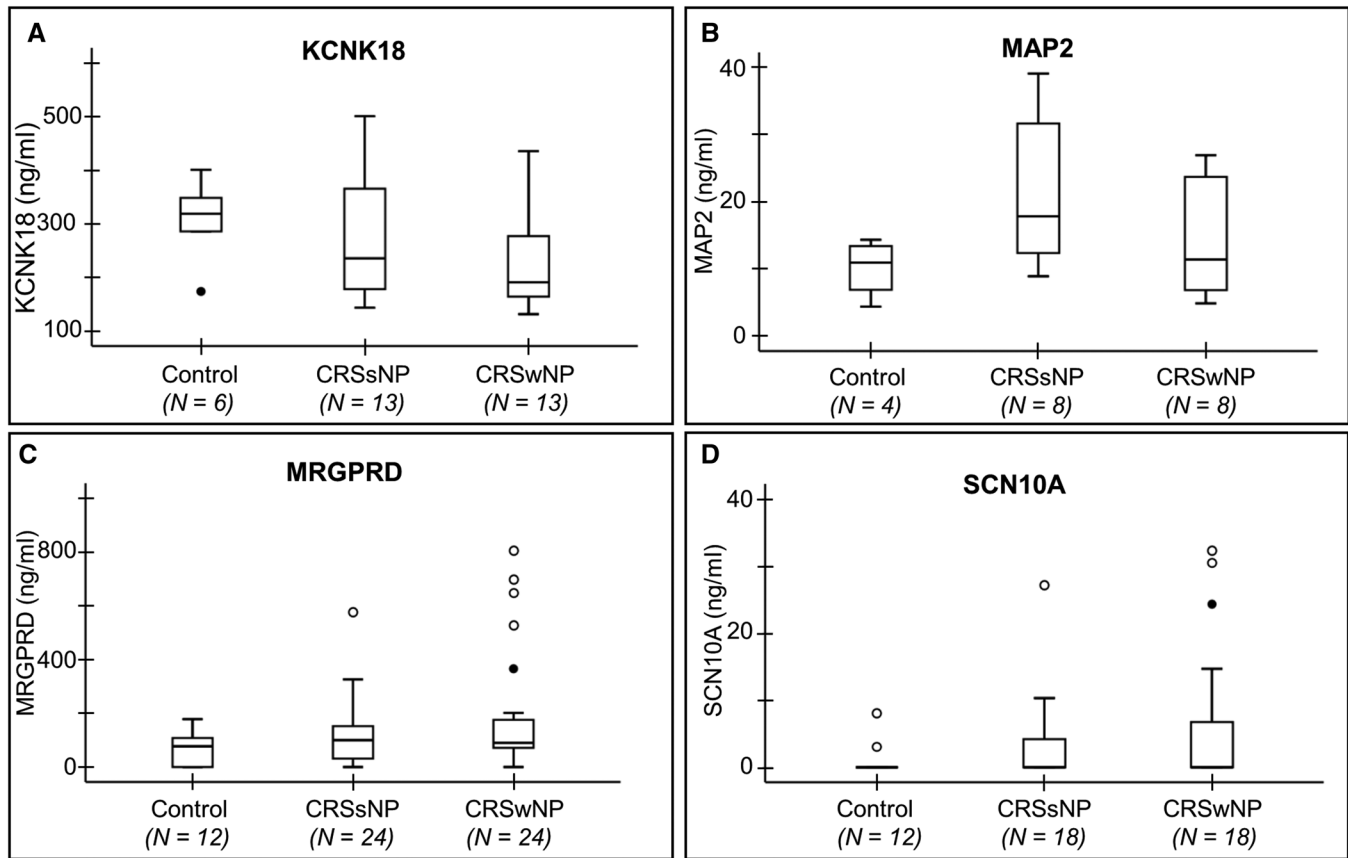 A
KCNK18
KCNK18 (ng/ml)
500
300
100
Control
(N = 6)
CRSsNP
(N = 13)
CRSwNP
(N = 13)
B
MAP2
MAP2 (ng/ml)
40
20
0
Control
(N = 4)
CRSsNP
(N = 8)
CRSwNP
(N = 8)
C
MRGPRD
MRGPRD (ng/ml)
800
400
0
Control
(N = 12)
CRSsNP
(N = 24)
CRSwNP
(N = 24)
D
SCN10A
SCN10A (ng/ml)
40
20
0
Control
(N = 12)
CRSsNP
(N = 18)
CRSwNP
(N = 18)